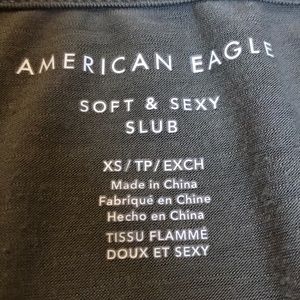 AMERICAN EAGLE
SOFT & SEXY
SLUB
XS/TP/EXCH
Made in China
Fabriqué en Chine
Hecho en China
TISSU FLAMMÉ
DOUX ET SEXY